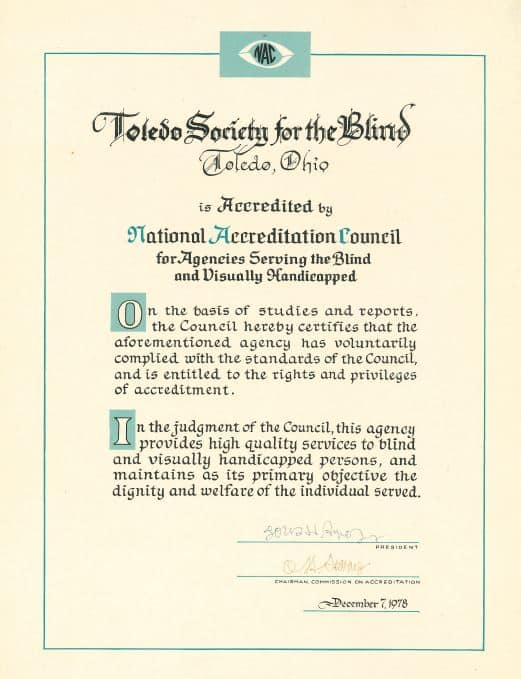 NAC
Toledo Society for the Blind
Toledo, Ohio
is Accredited by
National Accreditation Council
for Agencies Serving the Blind
and Visually Handicapped
On the basis of studies and reports,
the Council hereby certifies that the
aforementioned agency has voluntarily
complied with the standards of the Council,
and is entitled to the rights and privileges
of accreditment.
In the judgment of the Council, this agency
provides high quality services to blind
and visually handicapped persons, and
maintains as its primary objective the
dignity and welfare of the individual served.
PRESIDENT
CHAIRMAN, COMMISSION ON ACCREDITATION
December 7, 1978